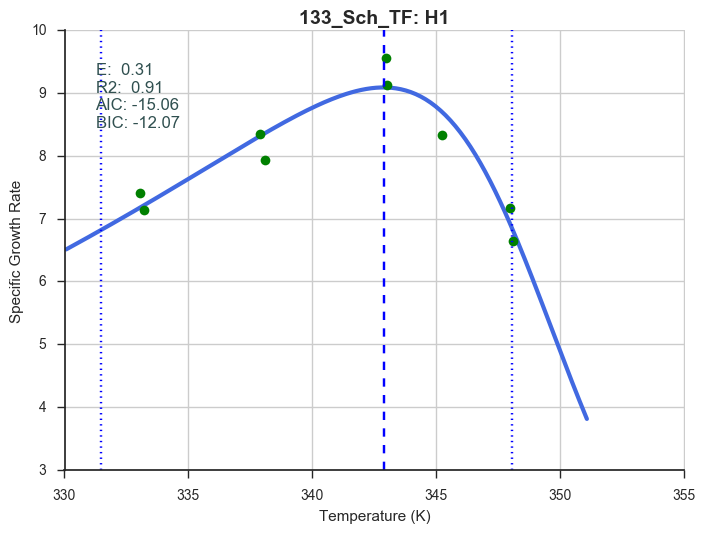 133_Sch_TF: H1
E:  0.31
R2:  0.91
AIC: -15.06
BIC: -12.07
Specific Growth Rate
10
9
8
7
6
5
4
3
330 335 340 345 350 355
Temperature (K)